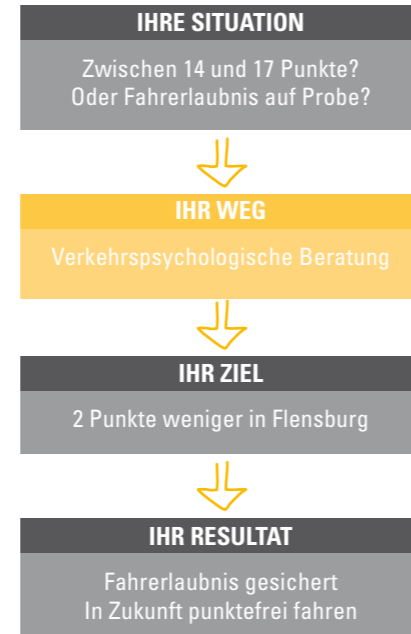 IHRE SITUATION
Zwischen 14 und 17 Punkte?
Oder Fahrerlaubnis auf Probe?
IHR WEG
Verkehrspsychologische Beratung
IHR ZIEL
2 Punkte weniger in Flensburg
IHR RESULTAT
Fahrerlaubnis gesichert
In Zukunft punktefrei fahren